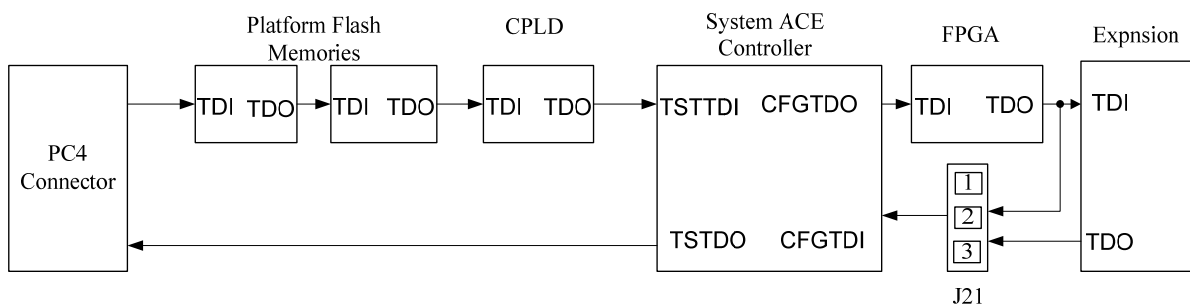 Platform Flash
Memories
CPLD
System ACE
Controller
FPGA
Expnsion
PC4
Connector
TDI TDO
TDI TDO
TDI TDO
TSTTDI CFGTDO
TDI TDO
TDI
1
2
3
TSTDO CFGTDI
TDO
J21